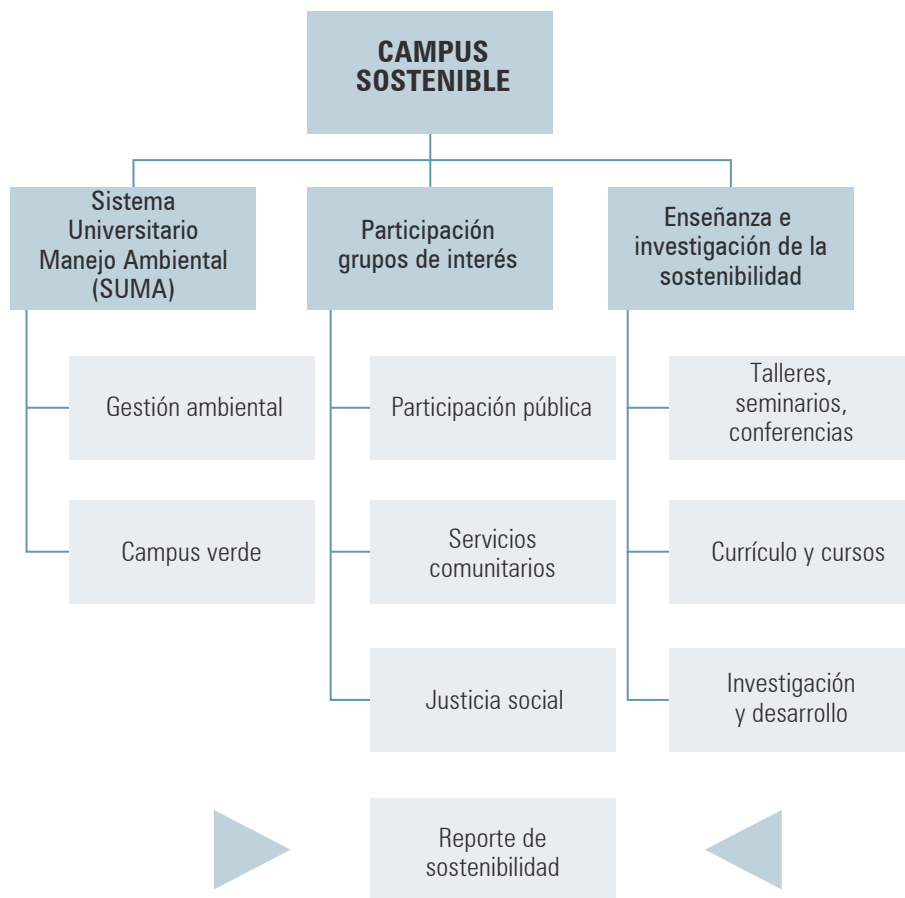 CAMPUS
SOSTENIBLE
Sistema
Universitario
Manejo Ambiental
(SUMA)
Participación
grupos de interés
Enseñanza e
investigación de la
sostenibilidad
Gestión ambiental
Campus verde
Participación pública
Servicios
comunitarios
Justicia social
Talleres,
seminarios,
conferencias
Currículo y cursos
Investigación
y desarrollo
Reporte de
sostenibilidad